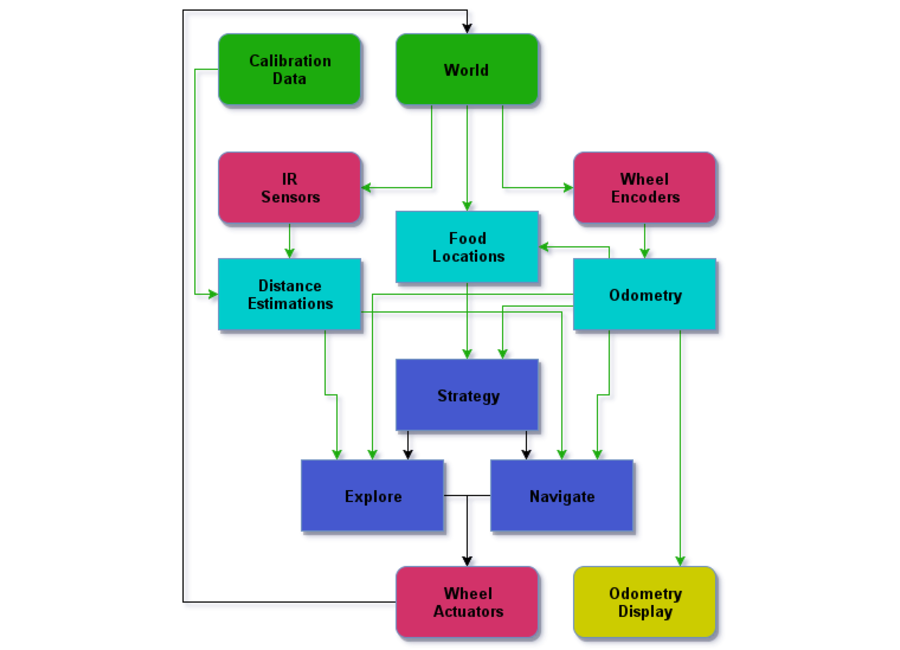 Calibration
Data
World
IR
Sensors
Wheel
Encoders
Food
Locations
Distance
Estimations
Odometry
Strategy
Explore
Navigate
Wheel
Actuators
Odometry
Display